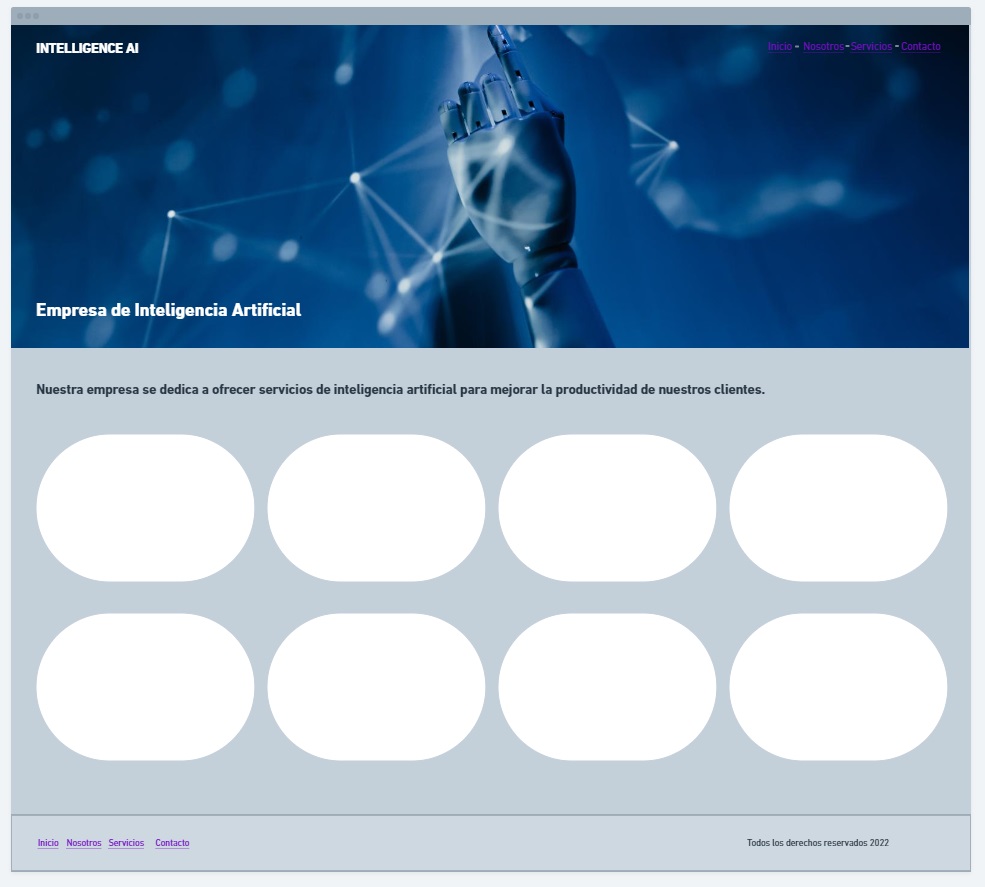 INTELLIGENCE AI
Inicio - Nosotros-Servicios - Contacto
Empresa de Inteligencia Artificial
Nuestra empresa se dedica a ofrecer servicios de inteligencia artificial para mejorar la productividad de nuestros clientes.
Inicio Nosotros Servicios Contacto
Todos los derechos reservados 2022